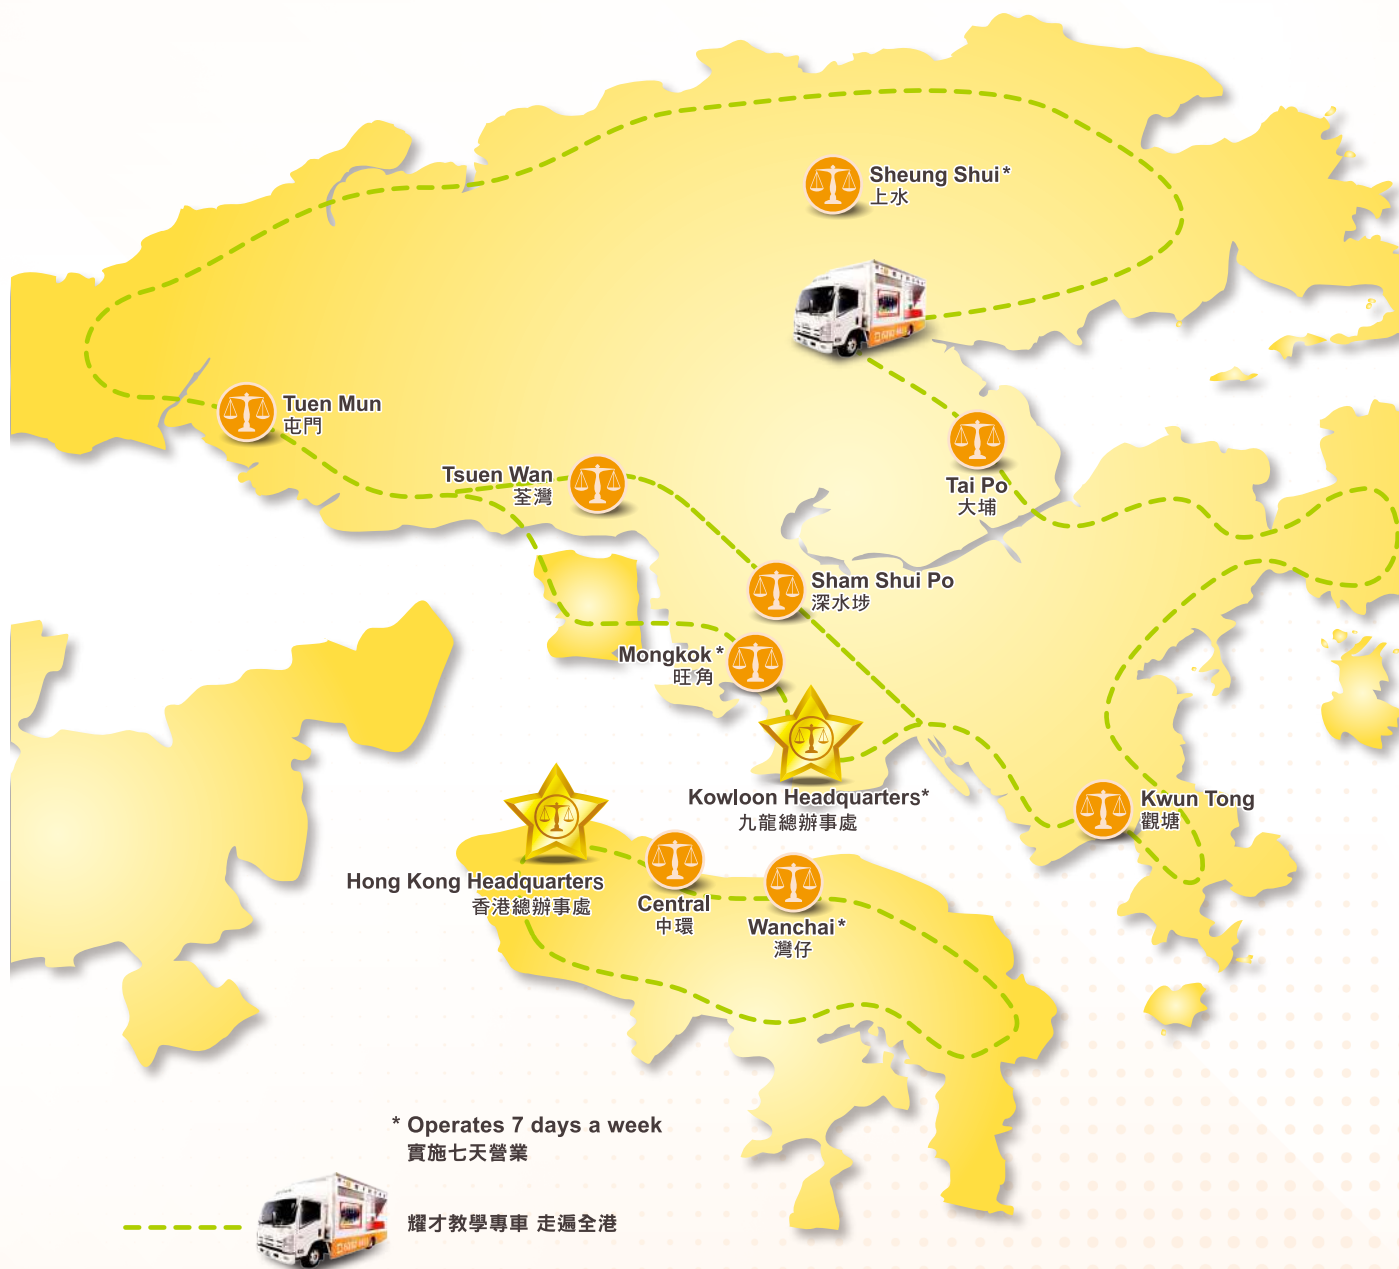 Sheung Shui*
上水
Tuen Mun
屯門
Tsuen Wan
荃灣
Tai Po
大埔
Sham Shui Po
深水埗
Mongkok*
旺角
Kowloon Headquarters*
九龍總辦事處
Kwun Tong
觀塘
Hong Kong Headquarters
香港總辦事處
Central
中環
Wanchai*
灣仔
* Operates 7 days a week
實施七天營業
耀才教學專車 走遍全港